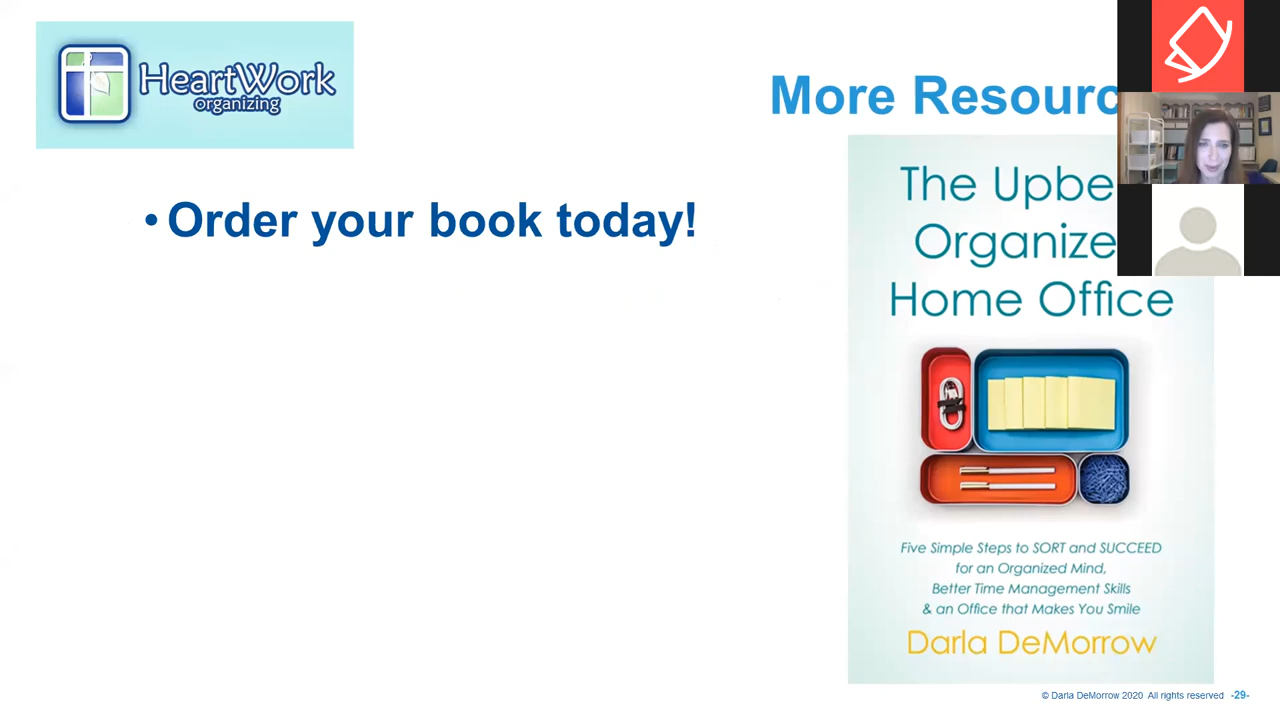 HeartWork
organizing
More Resourc
• Order your book today!
The Upbe
Organize
Home Office
Five Simple Steps to SORT and SUCCEED
for an Organized Mind,
Better Time Management Skills
& an Office that Makes You Smile
Darla DeMorrow
© Darla DeMorrow 2020 All rights reserved -29-